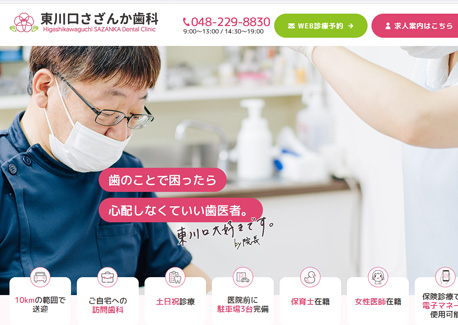 東川口さざんか歯科
Higashikawaguchi SAZANKA Dental Clinic
048-229-8830
9:00〜13:00 / 14:30〜19:00
WEB診療予約
求人案内はこちら
歯のことで困ったら
心配しなくていい歯医者。
東川口大好きです。
by院長
10kmの範囲で
送迎
ご自宅への
訪問歯科
土日祝診療
医院前に
駐車場3台完備
保育士在籍
女性医師在籍
保険診療で
電子マネー
使用可能